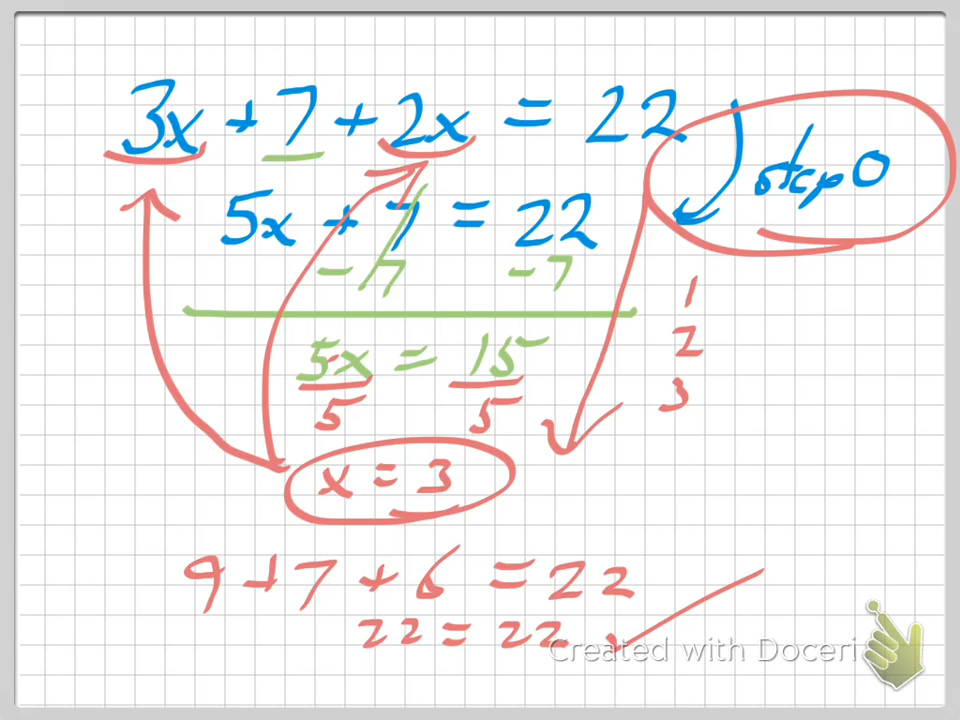 3x + 7 + 2x = 22
step 0
5x + 7 = 22
- 7 - 7
1
2
3
5x = 15
5 5
x = 3
9 + 7 + 6 = 22
22 = 22 ✓
Created with Doceri